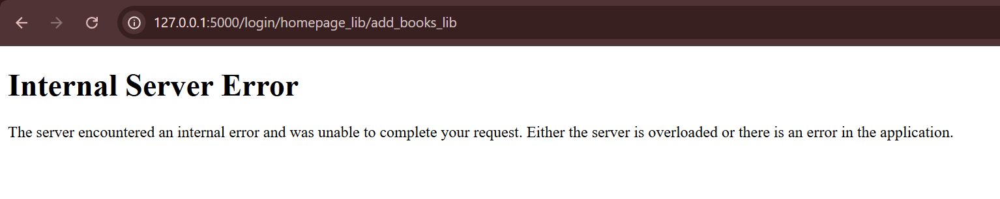 127.0.0.1:5000/login/homepage_lib/add_books_lib
Internal Server Error
The server encountered an internal error and was unable to complete your request. Either the server is overloaded or there is an error in the application.